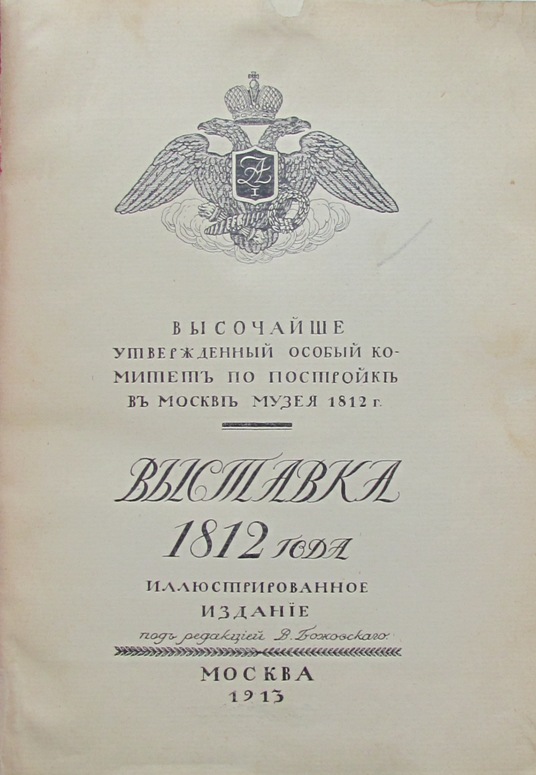 А
I
ВЫСОЧАЙШЕ
УТВЕРЖДЕННЫЙ ОСОБЫЙ КО-
МИТЕТЪ ПО ПОСТРОЙКѢ
ВЪ МОСКВѢ МУЗЕЯ 1812 г.
ВЫСТАВКА
1812 ГОДА
ИЛЛЮСТРИРОВАННОЕ
ИЗДАНІЕ
подъ редакціей В. Божовскаго.
МОСКВА
1913